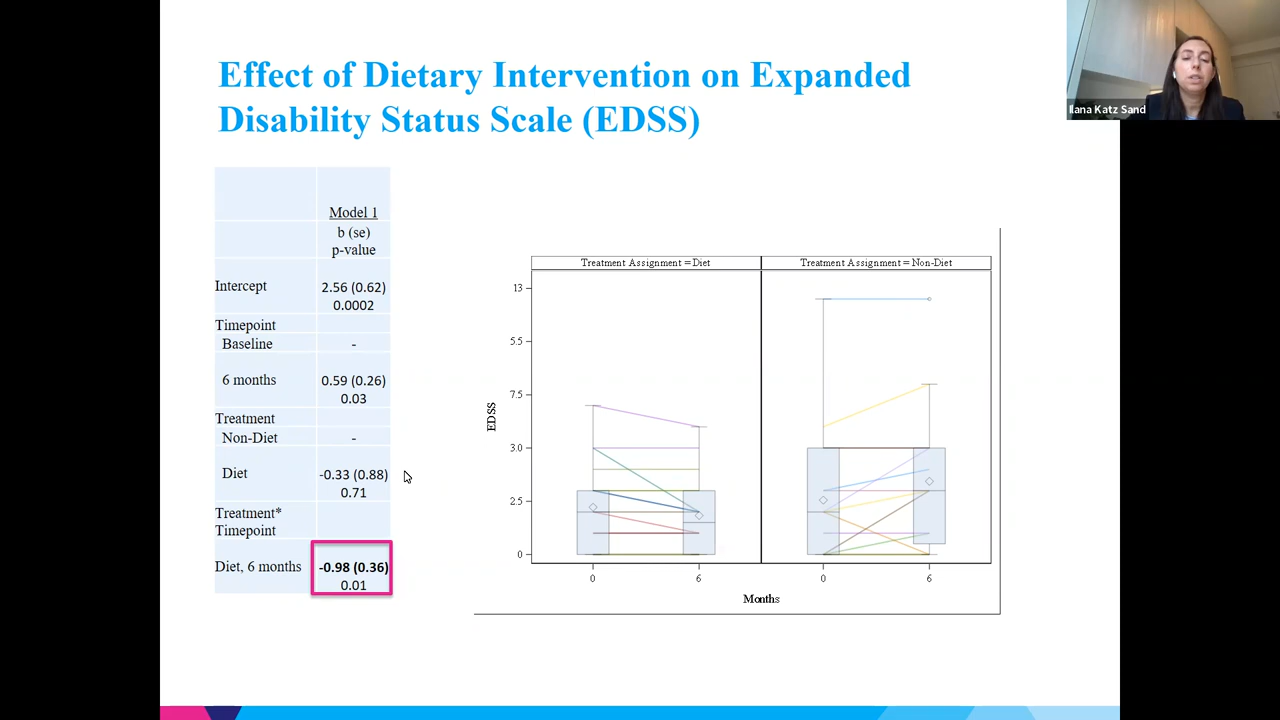 Effect of Dietary Intervention on Expanded
Disability Status Scale (EDSS)
Ilana Katz Sand
Model 1
b (se)
p-value
Intercept
2.56 (0.62)
0.0002
Timepoint
Baseline
-
6 months
0.59 (0.26)
0.03
Treatment
Non-Diet
-
Diet
-0.33 (0.88)
0.71
Treatment*
Timepoint
Diet, 6 months
-0.98 (0.36)
0.01
Treatment Assignment = Diet
Treatment Assignment = Non-Diet
EDSS
13
5.5
7.5
3.0
2.5
0
0
6
0
6
Months